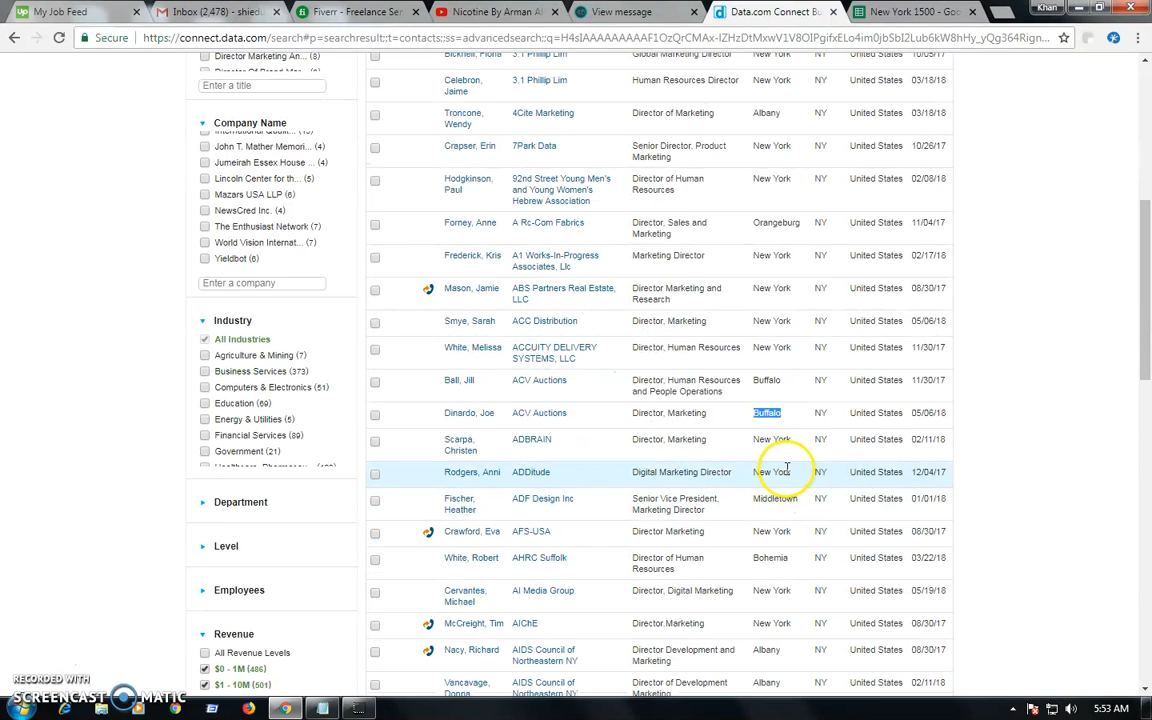 Khan
My Job Feed
Inbox (2,478) - shiedu
Fiverr - Freelance Ser
Nicotine By Arman Al
View message
Data.com Connect Bu
New York 1500 - Goo
Secure
Director Marketing An... (8)
Enter a title
Company Name
John T. Mather Memori... (4)
Jumeirah Essex House ... (4)
Lincoln Center for th... (5)
Mazars USA LLP (6)
NewsCred Inc. (4)
The Enthusiast Network (7)
World Vision Internat... (7)
Yieldbot (6)
Enter a company
Industry
All Industries
Agriculture & Mining (7)
Business Services (373)
Computers & Electronics (51)
Education (69)
Energy & Utilities (5)
Financial Services (89)
Government (21)
Department
Level
Employees
Revenue
All Revenue Levels
$0 - 1M (486)
$1 - 10M (501)
Bickneil, Fiona 3.1 Phillip Lim Global Marketing Director New York NY United States 10/05/17
Celebron, Jaime 3.1 Phillip Lim Human Resources Director New York NY United States 03/18/18
Troncone, Wendy 4Cite Marketing Director of Marketing Albany NY United States 03/18/18
Crapser, Erin 7Park Data Senior Director, Product Marketing New York NY United States 10/26/17
Hodgkinson, Paul 92nd Street Young Men's and Young Women's Hebrew Association Director of Human Resources New York NY United States 02/08/18
Forney, Anne A Rc-Com Fabrics Director, Sales and Marketing Orangeburg NY United States 11/04/17
Frederick, Kris A1 Works-In-Progress Associates, Llc Marketing Director New York NY United States 02/17/18
Mason, Jamie ABS Partners Real Estate, LLC Director Marketing and Research New York NY United States 08/30/17
Smye, Sarah ACC Distribution Director, Marketing New York NY United States 05/06/18
White, Melissa ACCUITY DELIVERY SYSTEMS, LLC Director, Human Resources New York NY United States 11/30/17
Ball, Jill ACV Auctions Director, Human Resources and People Operations Buffalo NY United States 11/30/17
Dinardo, Joe ACV Auctions Director, Marketing Buffalo NY United States 05/06/18
Scarpa, Christen ADBRAIN Director, Marketing New York NY United States 02/11/18
Rodgers, Anni ADDitude Digital Marketing Director New York NY United States 12/04/17
Fischer, Heather ADF Design Inc Senior Vice President, Marketing Director Middletown NY United States 01/01/18
Crawford, Eva AFS-USA Director Marketing New York NY United States 08/30/17
White, Robert AHRC Suffolk Director of Human Resources Bohemia NY United States 03/22/18
Cervantes, Michael AI Media Group Director, Digital Marketing New York NY United States 05/19/18
McCreight, Tim AIChE Director.Marketing New York NY United States 08/30/17
Nacy, Richard AIDS Council of Northeastern NY Director Development and Marketing Albany NY United States 08/30/17
Vancavage, Donna AIDS Council of Northeastern NY Director of Development Marketing Albany NY United States 02/11/18
RECORDED WITH
SCREENCAST MATIC
5:53 AM